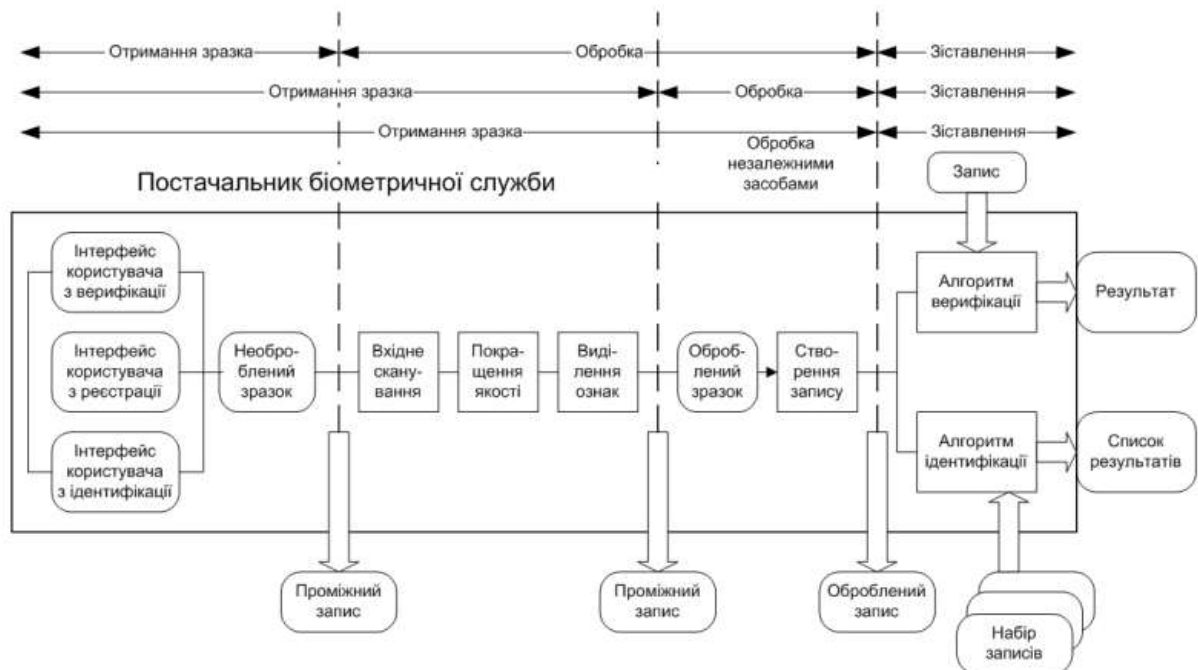 Отримання зразка
Обробка
Зіставлення
Отримання зразка
Обробка
Зіставлення
Отримання зразка
Зіставлення
Обробка
незалежними
засобами
Постачальник біометричної служби
Запис
Інтерфейс
користувача
з верифікації
Інтерфейс
користувача
з реєстрації
Інтерфейс
користувача
з ідентифікації
Необро-
блений
зразок
Вхідне
скану-
вання
Покра-
щення
якості
Виді-
лення
ознак
Оброб-
лений
зразок
Ство-
рення
запису
Алгоритм
верифікації
Результат
Алгоритм
ідентифікації
Список
результатів
Проміжний
запис
Проміжний
запис
Оброблений
запис
Набір
записів